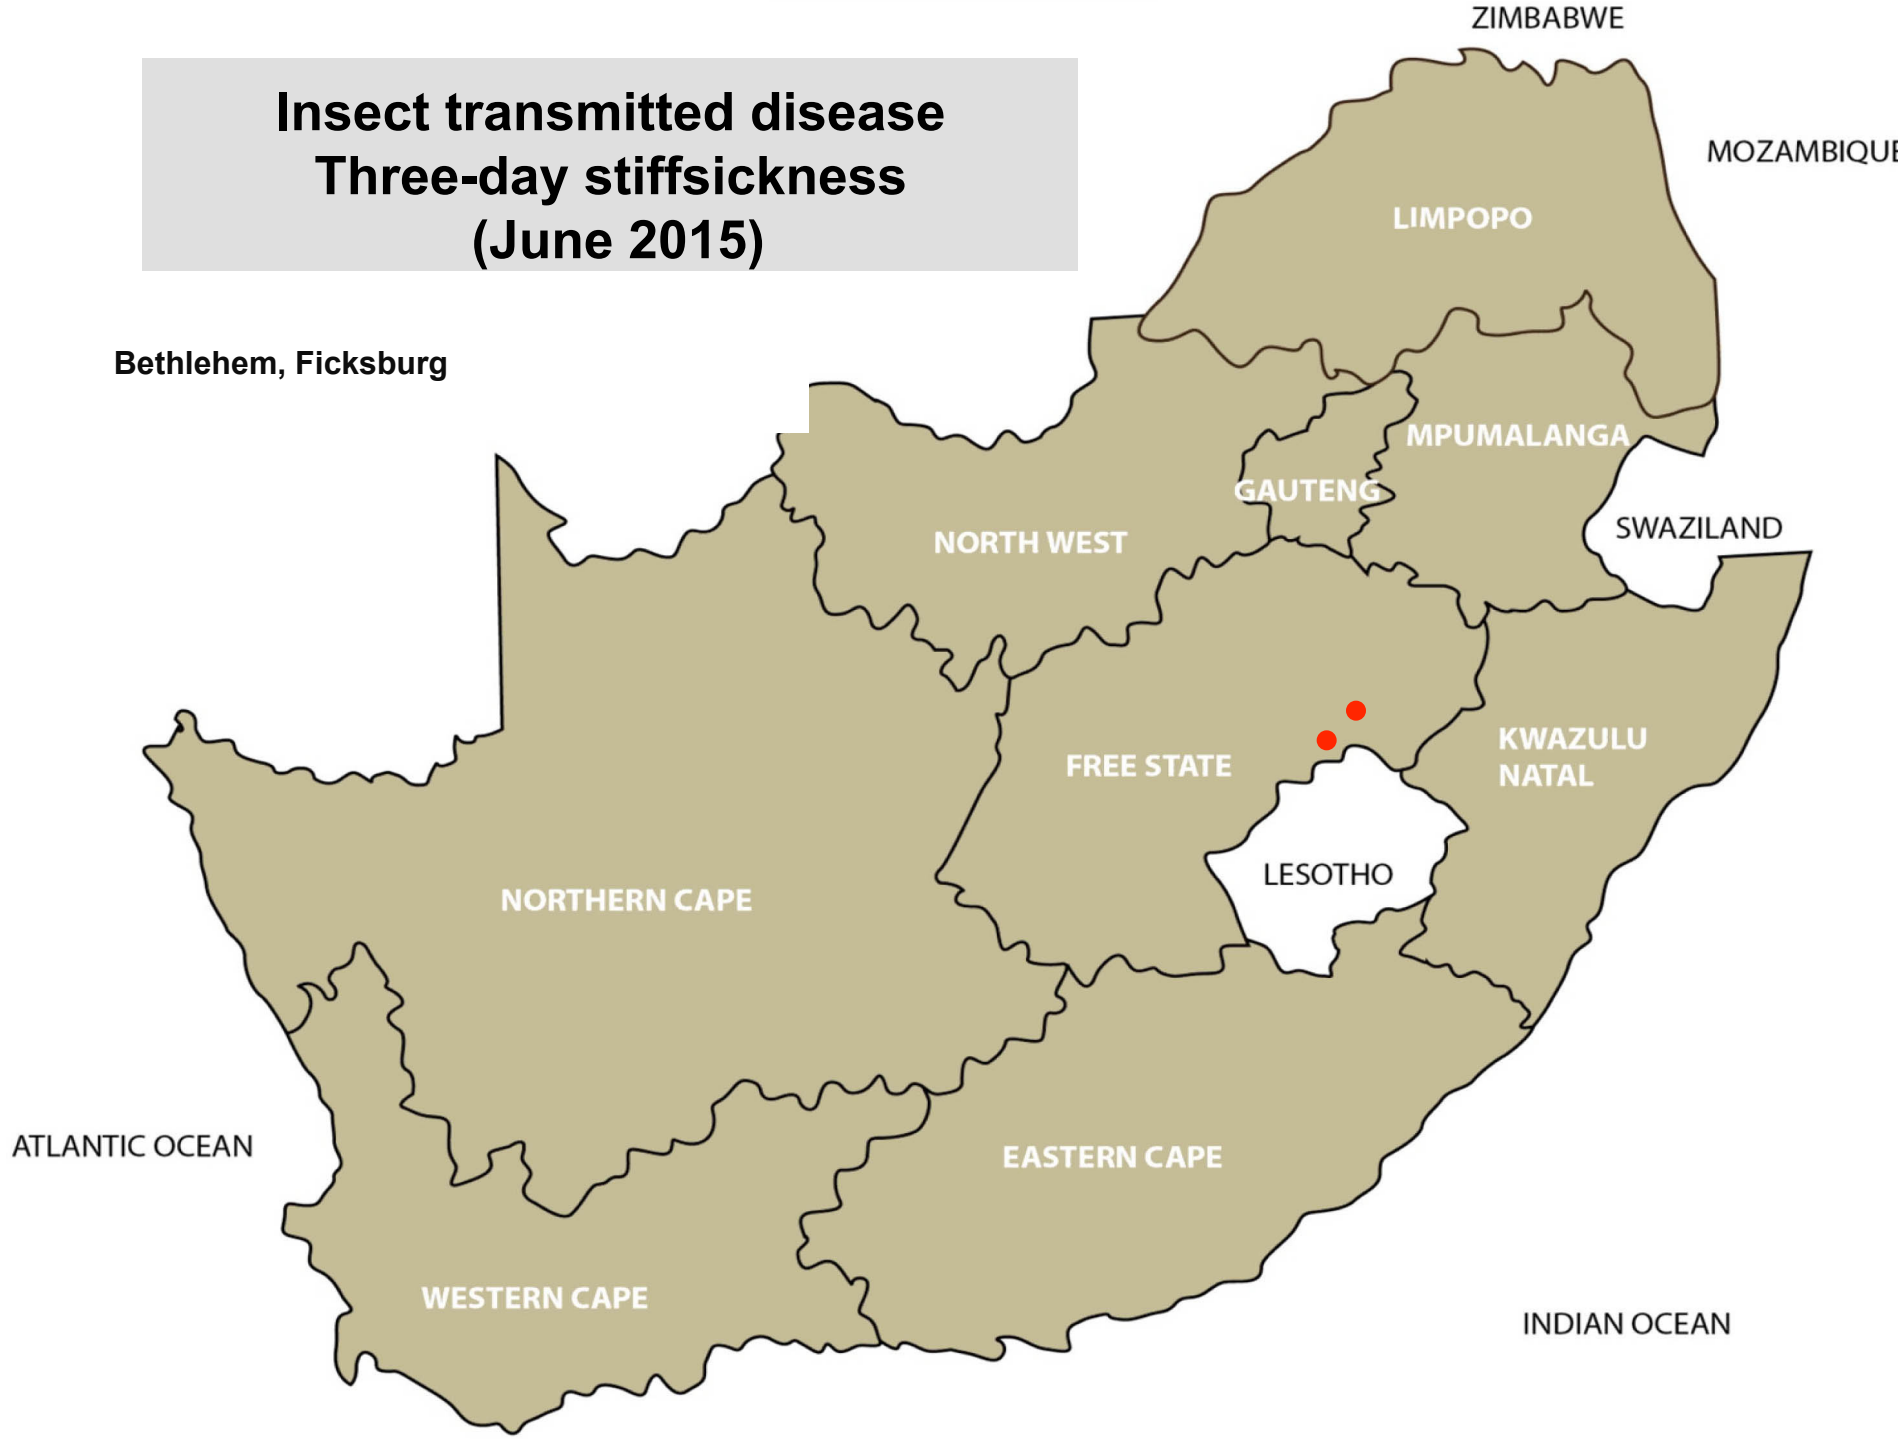 ZIMBABWE
Insect transmitted disease
Three-day stiffsickness
(June 2015)
MOZAMBIQUE
LIMPOPO
Bethlehem, Ficksburg
MPUMALANGA
GAUTENG
SWAZILAND
NORTH WEST
KWAZULU
NATAL
FREE STATE
LESOTHO
NORTHERN CAPE
ATLANTIC OCEAN
EASTERN CAPE
WESTERN CAPE
INDIAN OCEAN